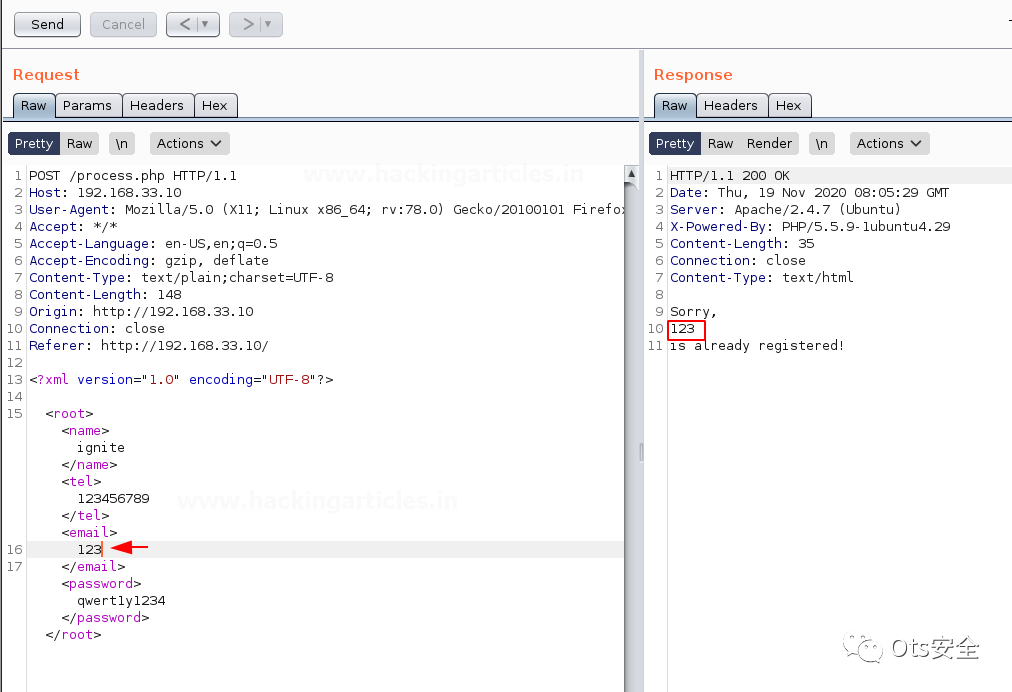 Send Cancel < >
Request
Raw Params Headers Hex
Pretty Raw \n Actions
1 POST /process.php HTTP/1.1
2 Host: 192.168.33.10
3 User-Agent: Mozilla/5.0 (X11; Linux x86_64; rv:78.0) Gecko/20100101 Firefox
4 Accept: */*
5 Accept-Language: en-US,en;q=0.5
6 Accept-Encoding: gzip, deflate
7 Content-Type: text/plain;charset=UTF-8
8 Content-Length: 148
9 Origin: http://192.168.33.10
10 Connection: close
11 Referer: http://192.168.33.10/
12
13 <?xml version="1.0" encoding="UTF-8"?>
14
15 <root>
<name>
ignite
</name>
<tel>
123456789
</tel>
<email>
16 123
17 </email>
<password>
qwert1y1234
</password>
</root>
www.hackingarticles.in
www.hackingarticles.in
Response
Raw Headers Hex
Pretty Raw Render \n Actions
1 HTTP/1.1 200 OK
2 Date: Thu, 19 Nov 2020 08:05:29 GMT
3 Server: Apache/2.4.7 (Ubuntu)
4 X-Powered-By: PHP/5.5.9-1ubuntu4.29
5 Content-Length: 35
6 Connection: close
7 Content-Type: text/html
8
9 Sorry,
10 123
11 is already registered!
Ots安全